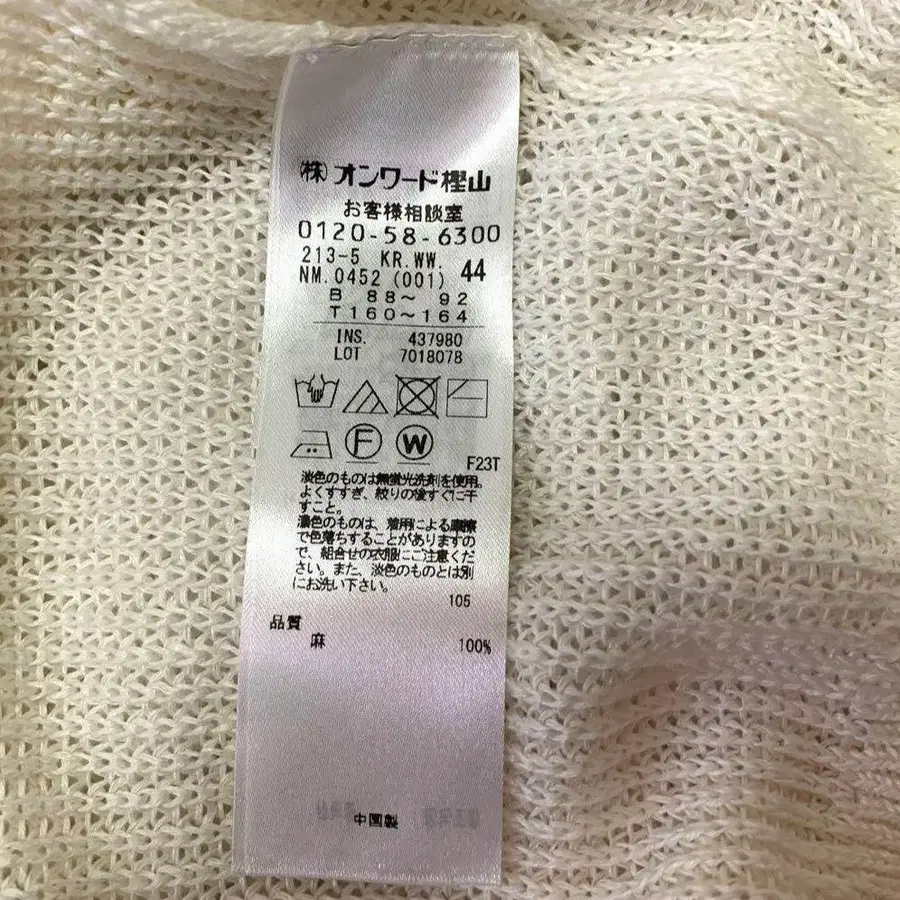 ㈱オンワード樫山
お客様相談室
0120-58-6300
213-5 KR.WW. 44
NM.0452 (001)
B 88〜 92
T160〜164
INS. 437980
LOT 7018078
F W
F23T
淡色のものは無蛍光洗剤を使用。
よくすすぎ、絞りの後すぐに干
すこと。
濃色のものは、着用による摩擦
で色落ちすることがありますの
で、組合せの衣服にご注意くだ
さい。また、淡色のものとは別
にお洗い下さい。
105
品質
麻 100%
中国製